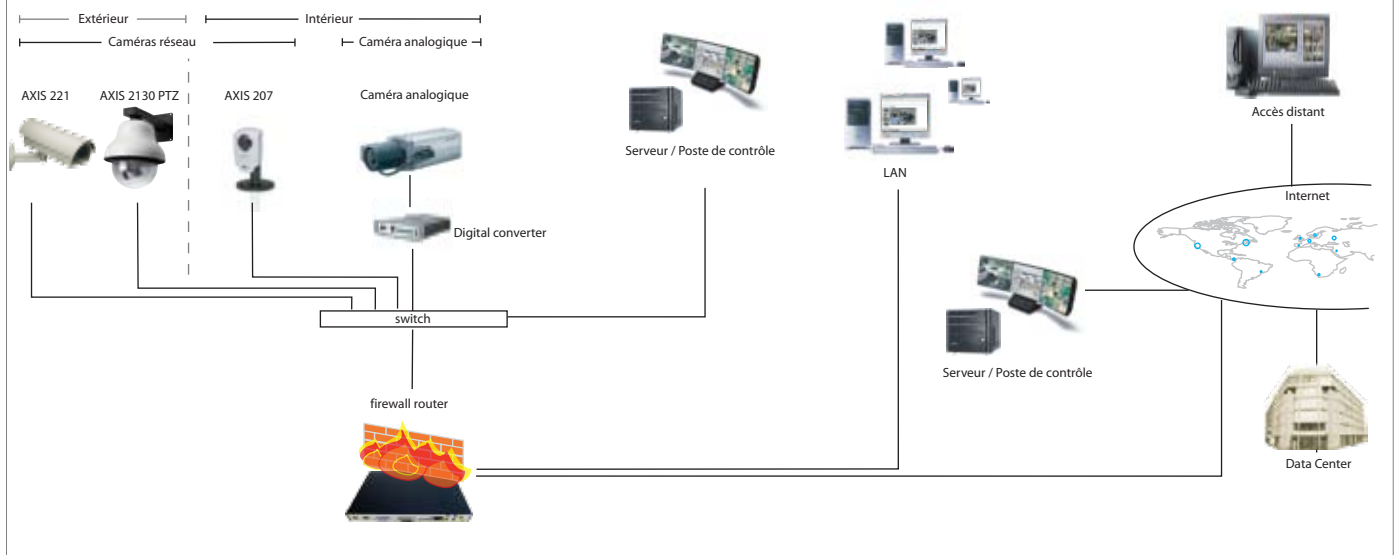 Extérieur
Intérieur
Caméras réseau
Caméra analogique
AXIS 221
AXIS 2130 PTZ
AXIS 207
Caméra analogique
Serveur / Poste de contrôle
LAN
Accès distant
Internet
Digital converter
switch
Serveur / Poste de contrôle
firewall router
Data Center